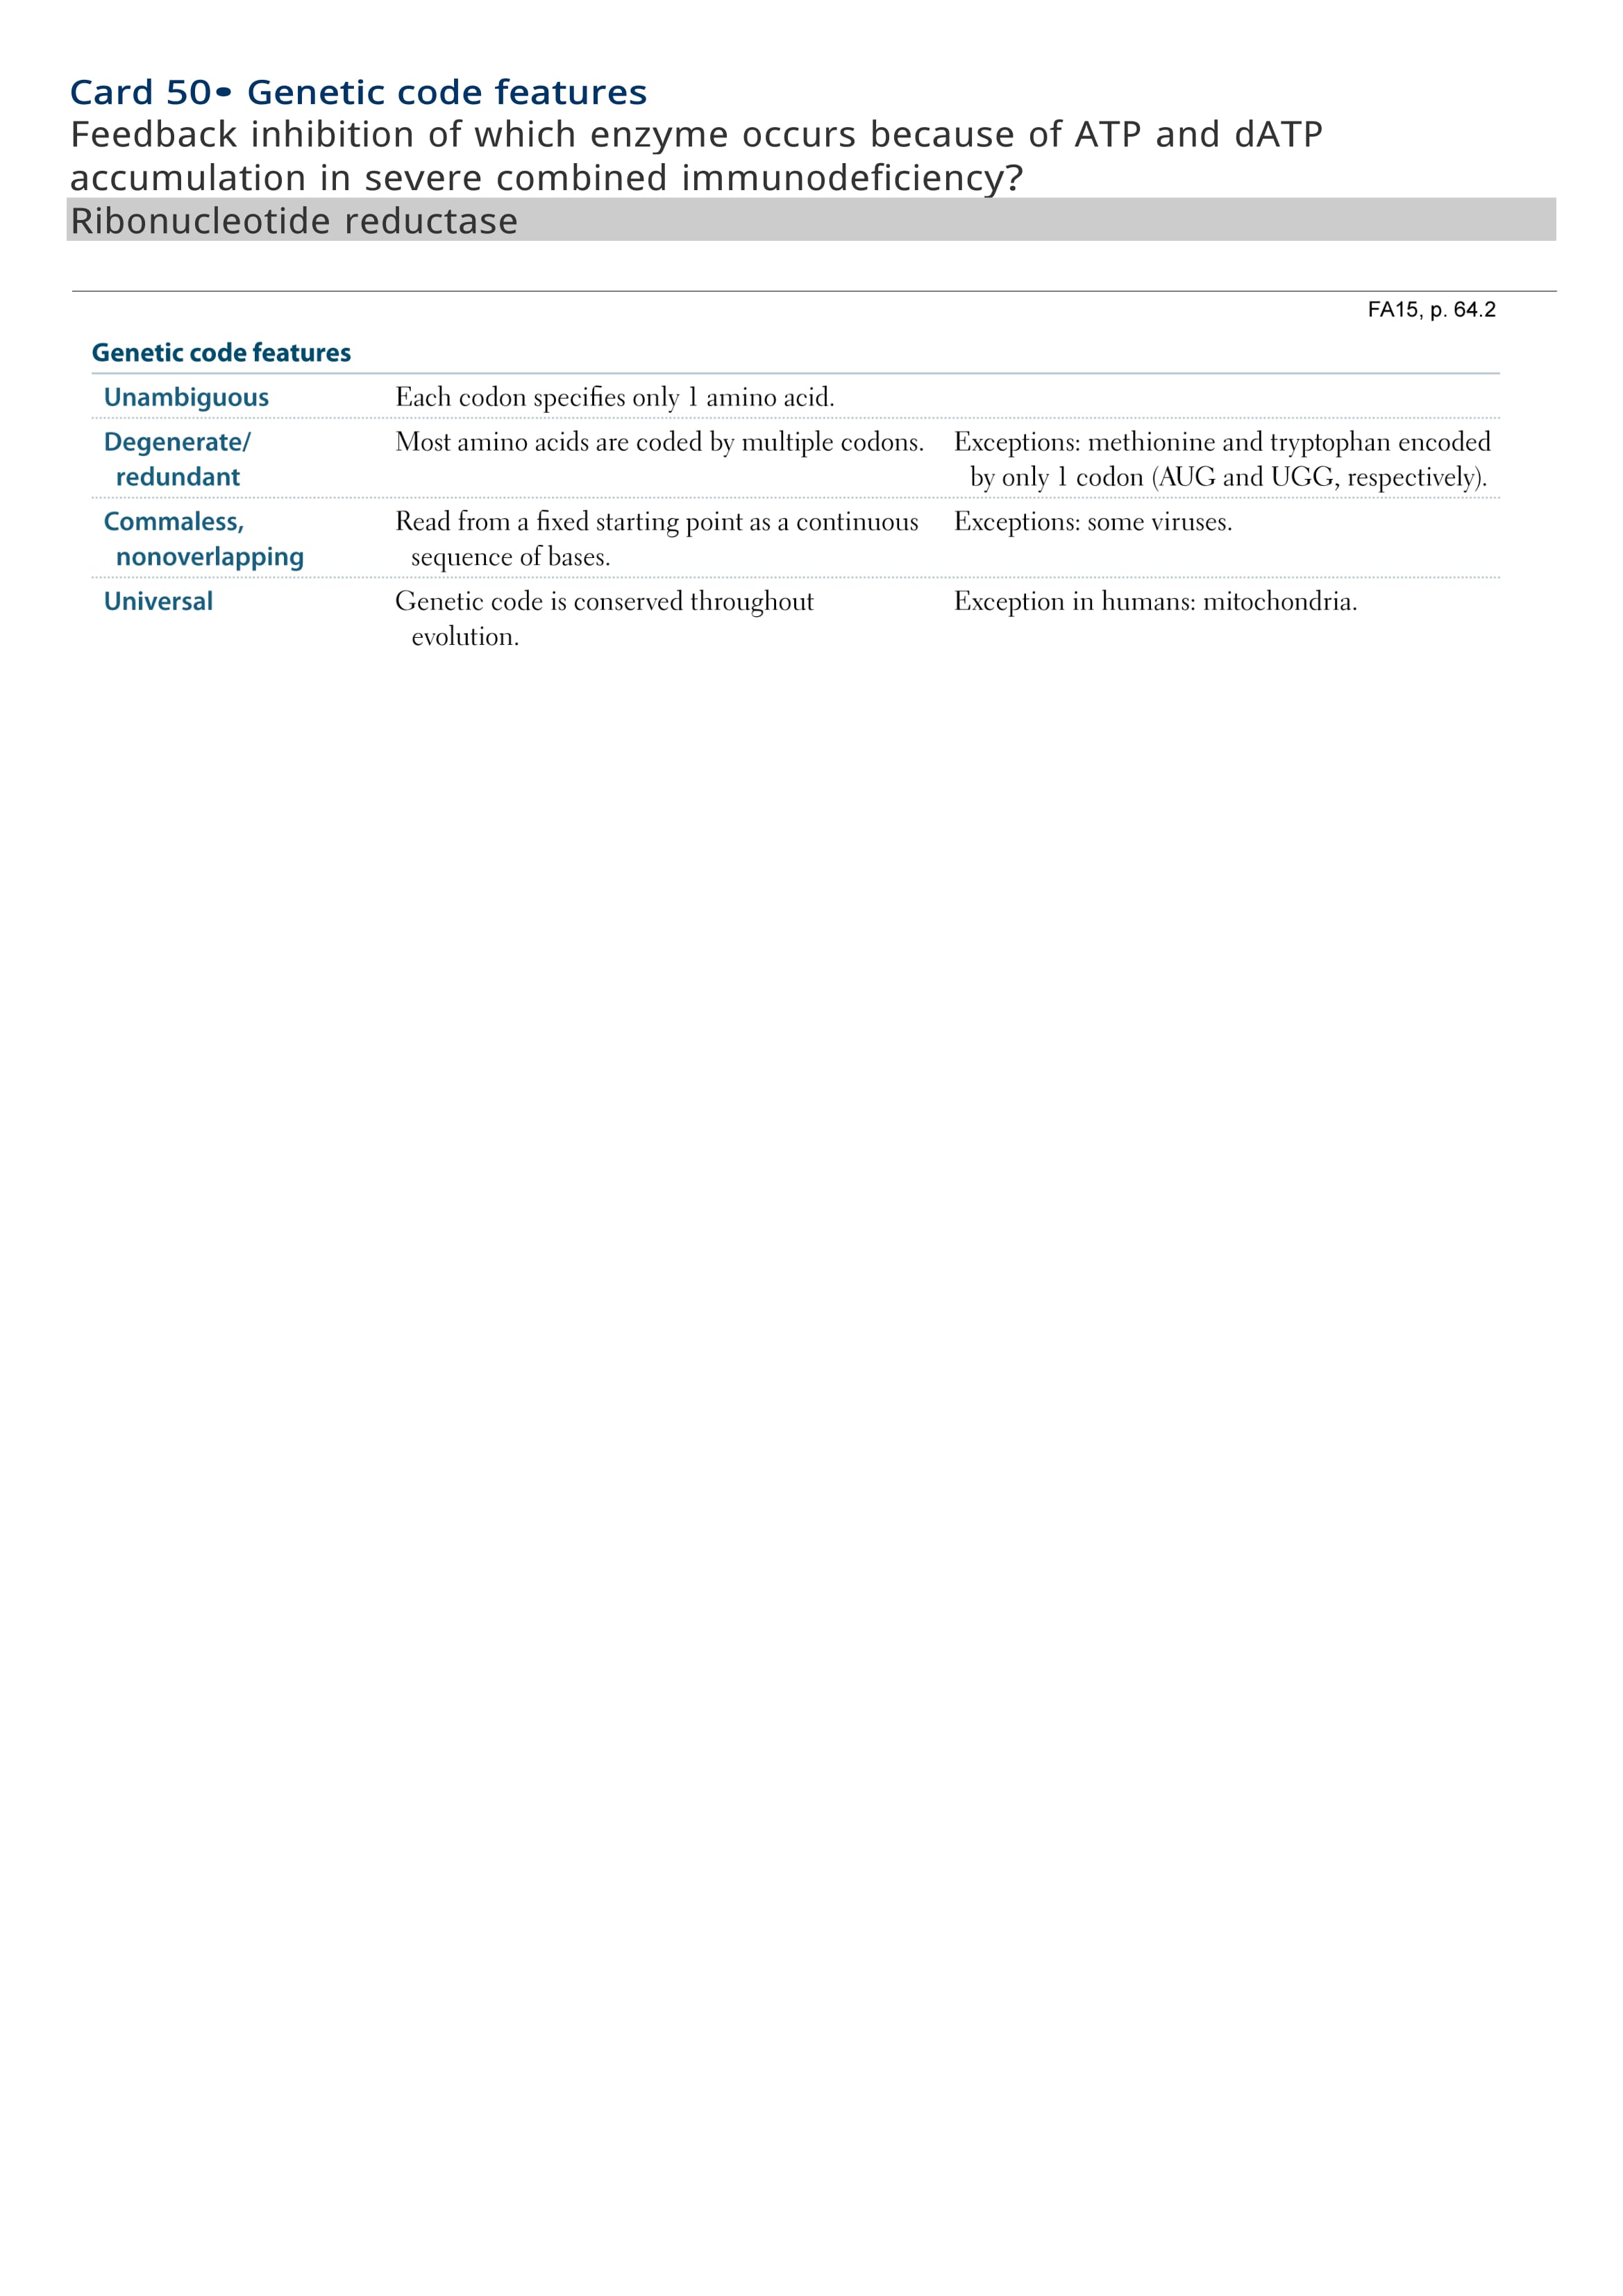 Card 50• Genetic code features
Feedback inhibition of which enzyme occurs because of ATP and dATP
accumulation in severe combined immunodeficiency?
Ribonucleotide reductase
FA15, p. 64.2
Genetic code features
Unambiguous Each codon specifies only 1 amino acid.
Degenerate/ Most amino acids are coded by multiple codons. Exceptions: methionine and tryptophan encoded
redundant by only 1 codon (AUG and UGG, respectively).
Commaless, Read from a fixed starting point as a continuous Exceptions: some viruses.
nonoverlapping sequence of bases.
Universal Genetic code is conserved throughout Exception in humans: mitochondria.
evolution.